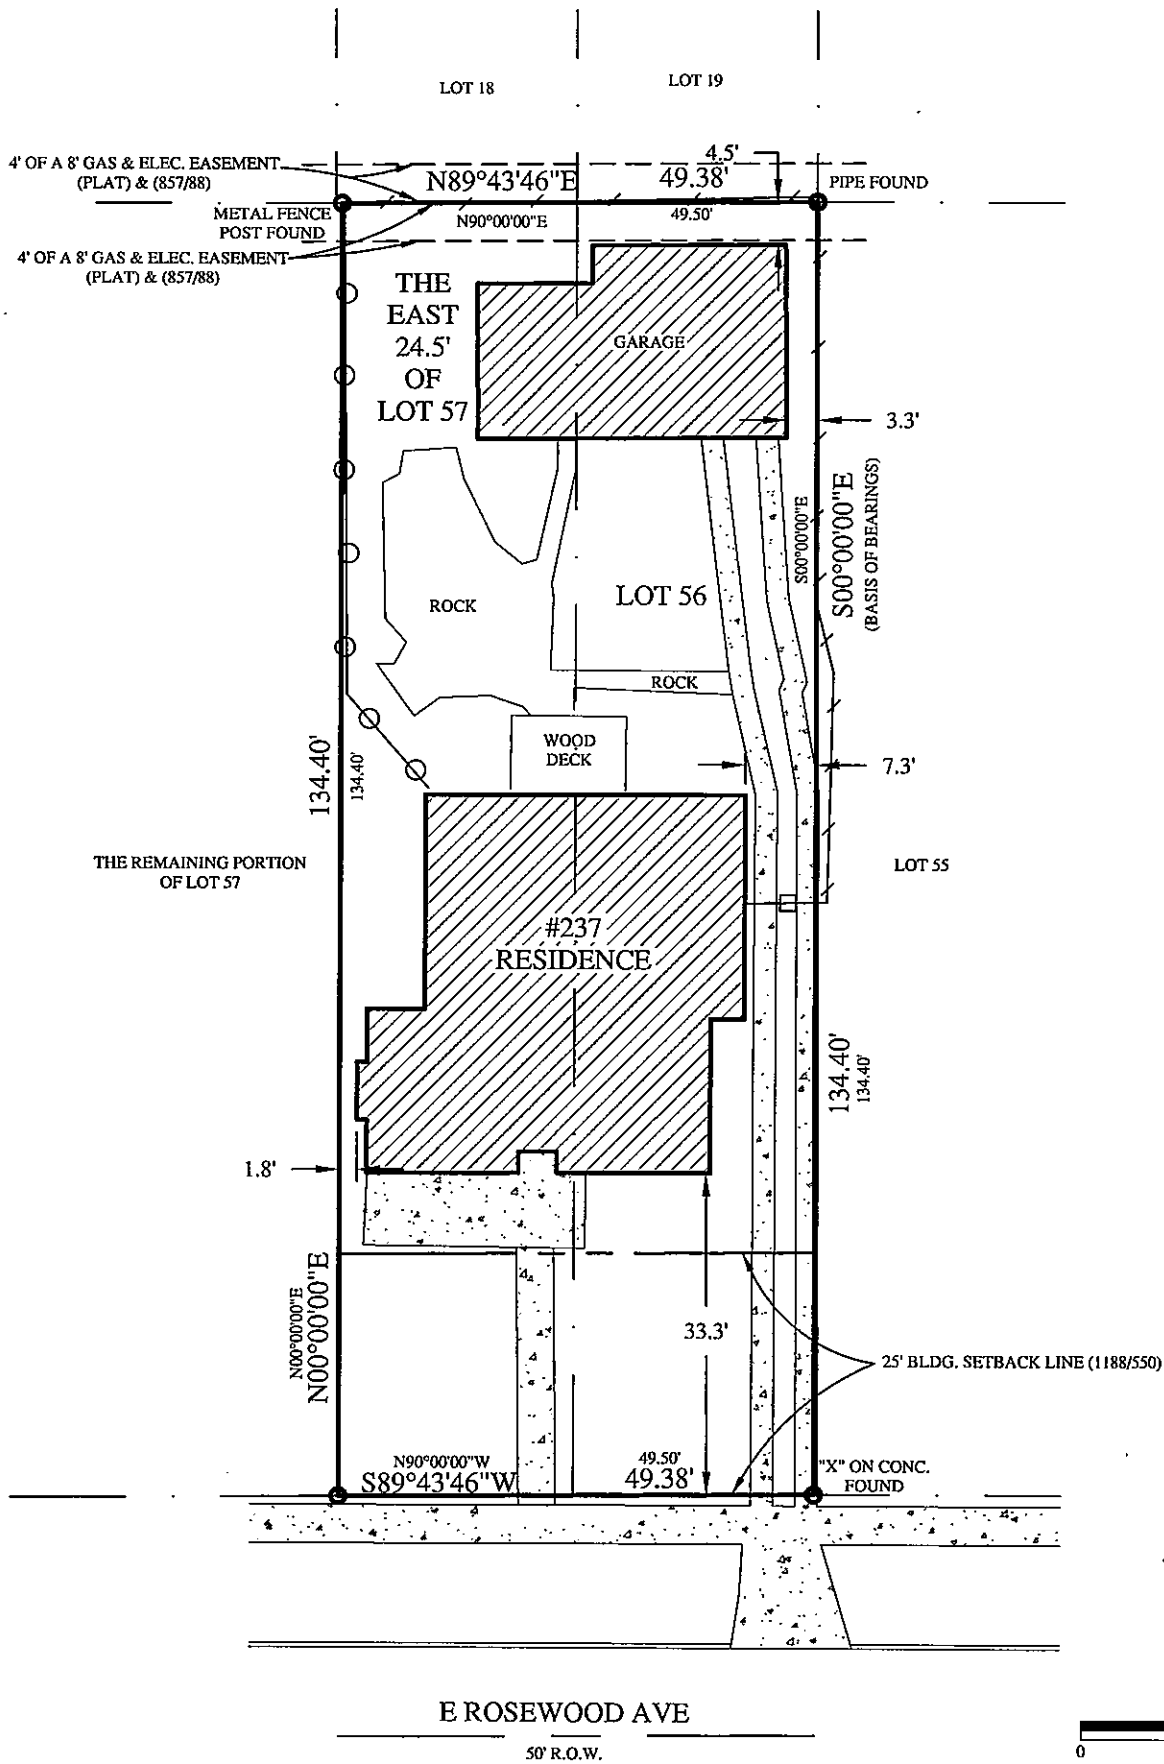 LOT 18
LOT 19
4' OF A 8' GAS & ELEC. EASEMENT
(PLAT) & (857/88)
4.5'
N89°43'46"E
49.38'
PIPE FOUND
METAL FENCE
POST FOUND
N90°00'00"E
49.50'
4' OF A 8' GAS & ELEC. EASEMENT
(PLAT) & (857/88)
THE
EAST
24.5'
OF
LOT 57
GARAGE
3.3'
S00°00'00"E
S00°00'00"E
(BASIS OF BEARINGS)
ROCK
LOT 56
ROCK
WOOD
DECK
7.3'
134.40'
134.40'
THE REMAINING PORTION
OF LOT 57
LOT 55
#237
RESIDENCE
134.40'
134.40'
1.8'
N00°00'00"E
N00°00'00"E
33.3'
25' BLDG. SETBACK LINE (1188/550)
N90°00'00"W
49.50'
S89°43'46"W
49.38'
"X" ON CONC.
FOUND
E ROSEWOOD AVE
50' R.O.W.
0